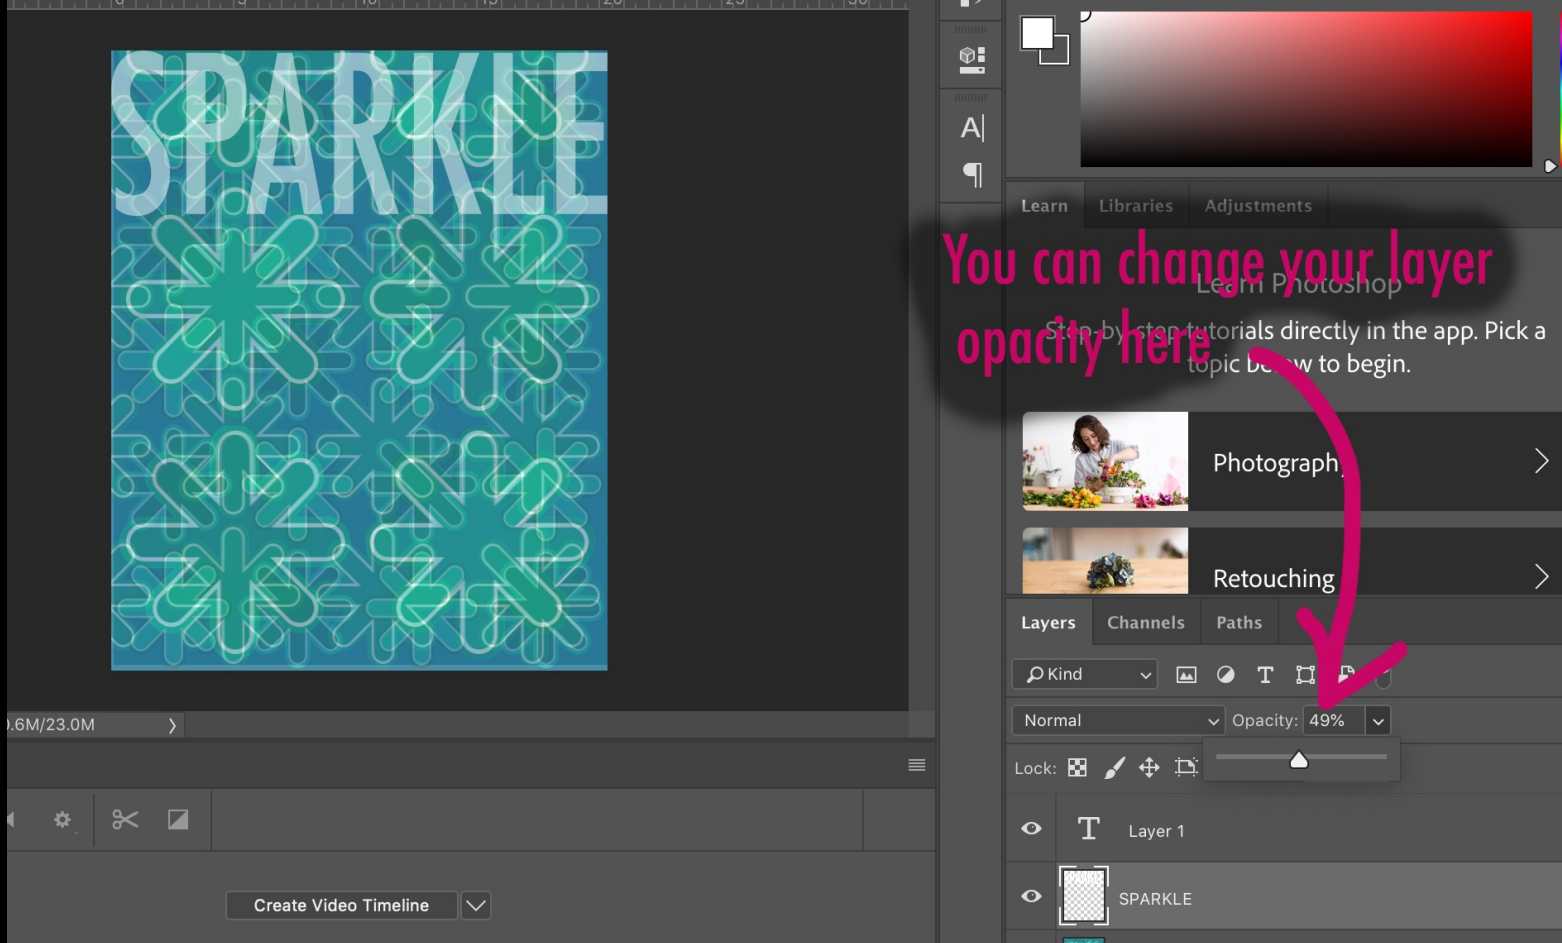 SPARKLE
A|
Learn Libraries Adjustments
You can change your layer
Learn Photoshop
opacity here
Step-by-step tutorials directly in the app. Pick a
topic below to begin.
Photography
Retouching
Layers Channels Paths
Kind
Normal Opacity: 49%
Lock:
T Layer 1
SPARKLE
.6M/23.0M
Create Video Timeline